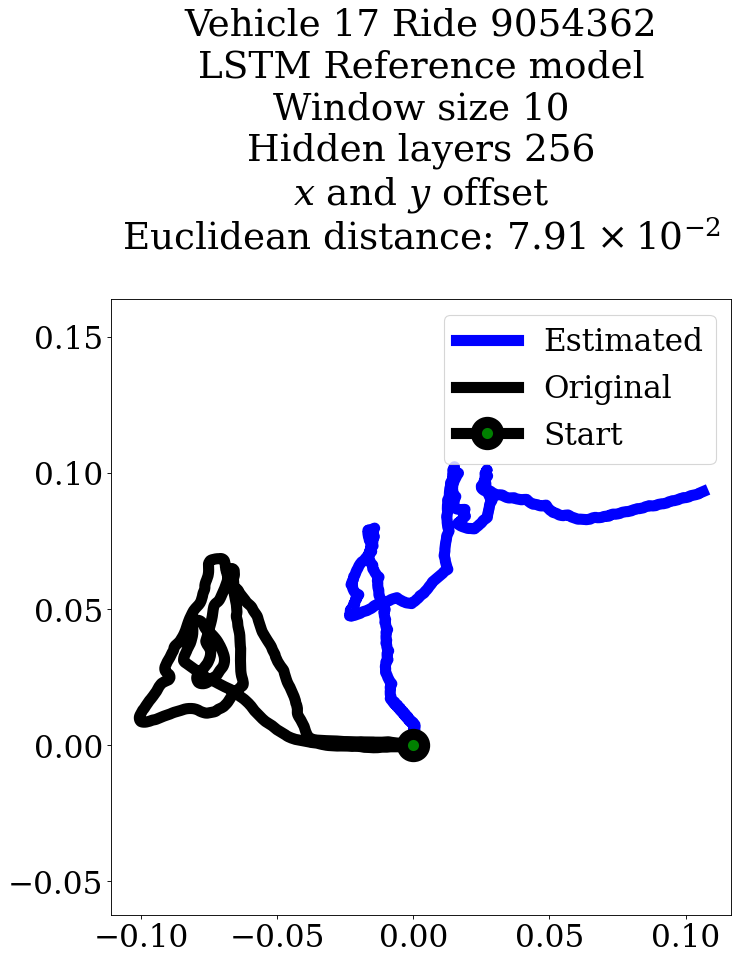 Vehicle 17 Ride 9054362
LSTM Reference model
Window size 10
Hidden layers 256
x and y offset
Euclidean distance: 7.91 × 10⁻²
Estimated
Original
Start
0.15
0.10
0.05
0.00
−0.05
−0.10 −0.05 0.00 0.05 0.10